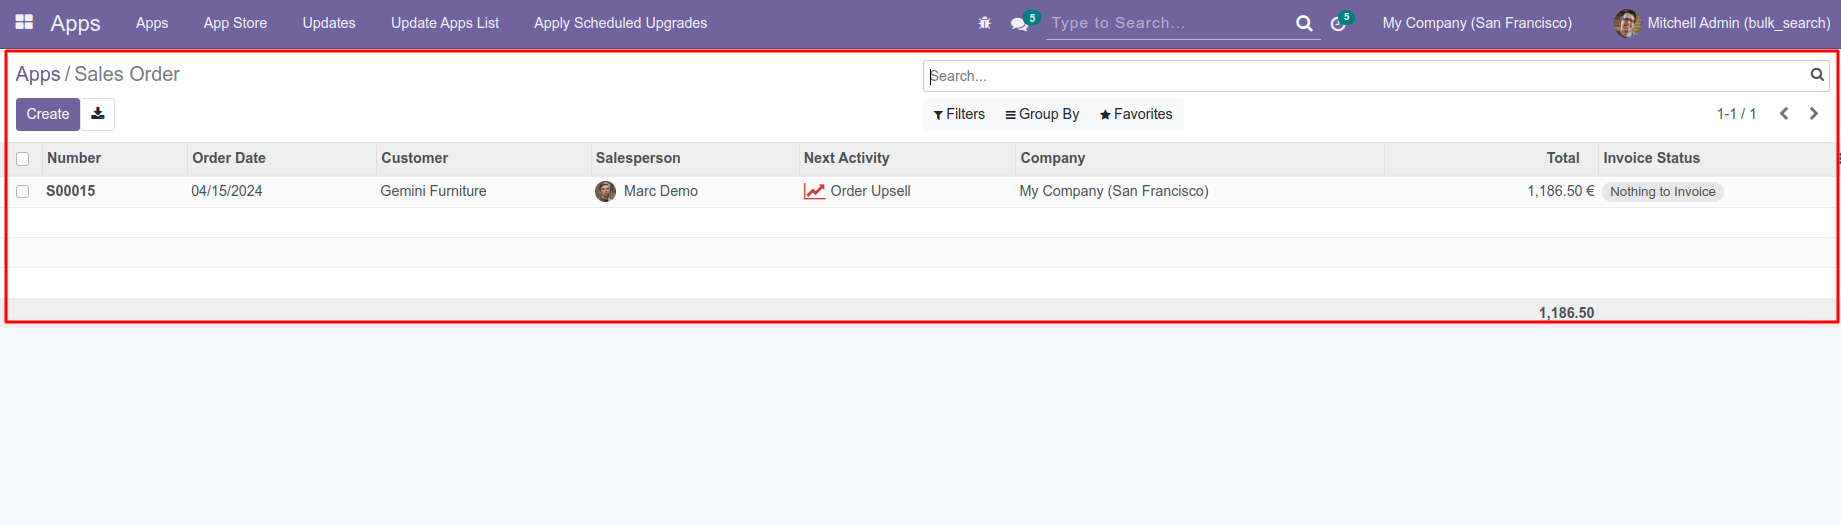 Apps Apps App Store Updates Update Apps List Apply Scheduled Upgrades 5 Type to Search... 5 My Company (San Francisco) Mitchell Admin (bulk_search)
Apps / Sales Order Search...
Create Filters Group By Favorites 1-1 / 1
Number Order Date Customer Salesperson Next Activity Company Total Invoice Status
S00015 04/15/2024 Gemini Furniture Marc Demo Order Upsell My Company (San Francisco) 1,186.50 € Nothing to Invoice
1,186.50